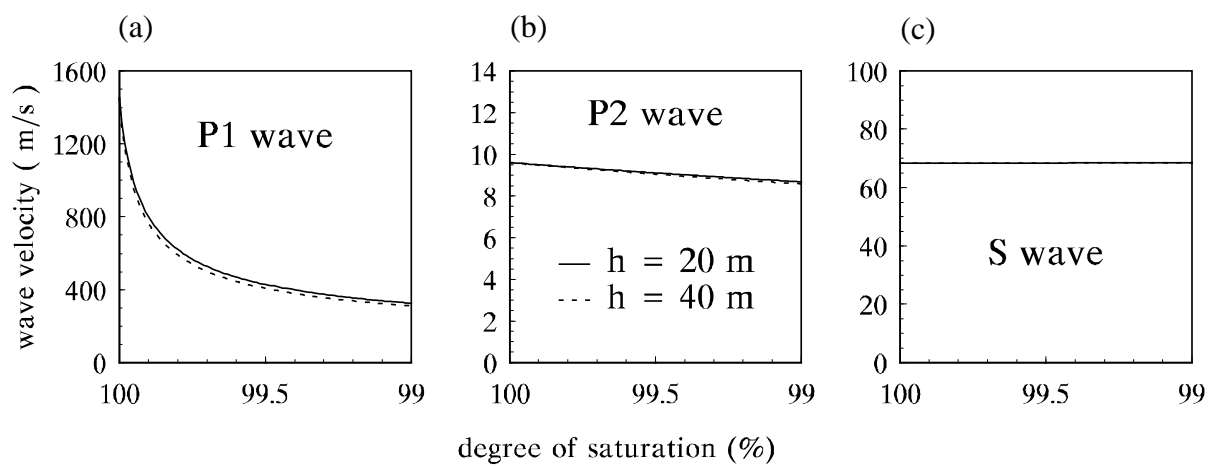 (a)
(b)
(c)
wave velocity ( m/s )
1600
1200
800
400
0
P1 wave
100
99.5
99
14
12
10
8
6
4
2
0
P2 wave
h = 20 m
h = 40 m
100
99.5
99
100
80
60
40
20
0
S wave
100
99.5
99
degree of saturation (%)